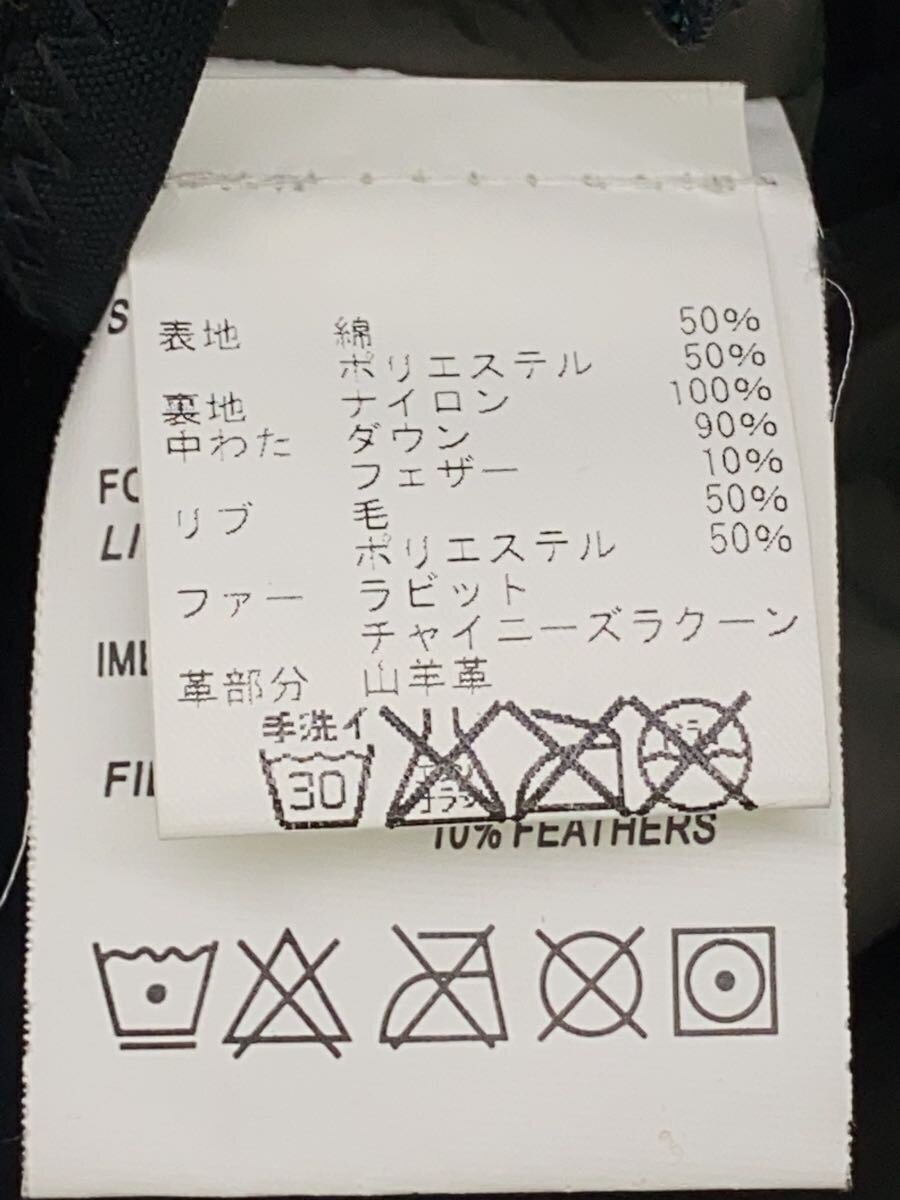 表地 綿 50%
ポリエステル 50%
裏地 ナイロン 100%
中わた ダウン 90%
フェザー 10%
リブ 毛 50%
ポリエステル 50%
ファー ラビット
チャイニーズラクーン
革部分 山羊革
手洗イ
30
10% FEATHERS